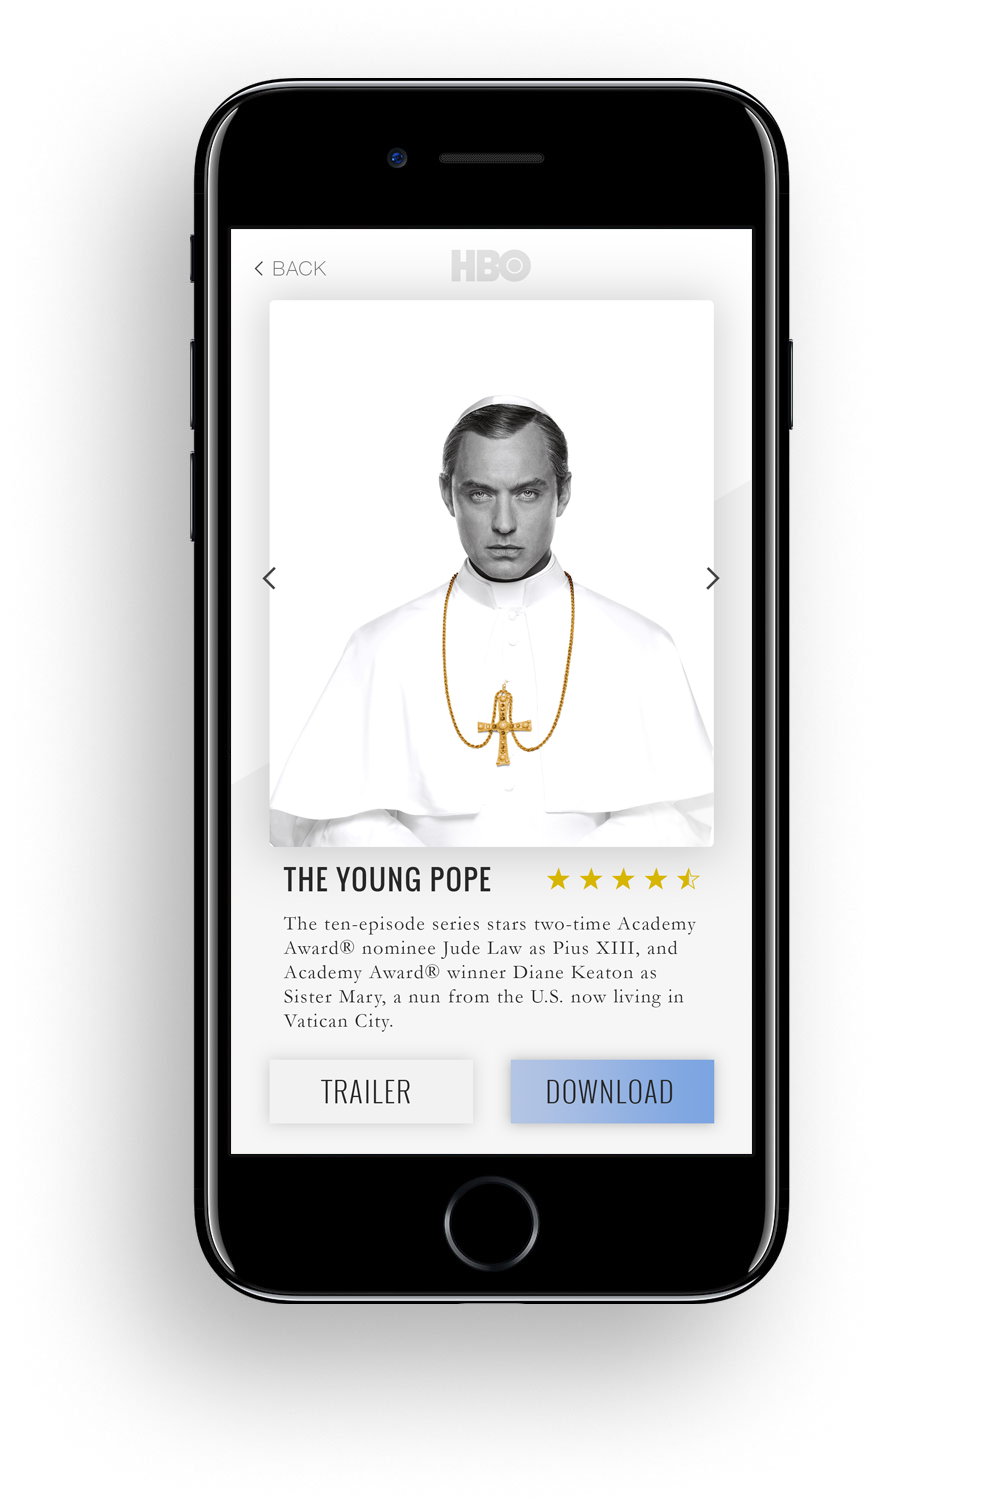 BACK
HBO
THE YOUNG POPE
The ten-episode series stars two-time Academy
Award® nominee Jude Law as Pius XIII, and
Academy Award® winner Diane Keaton as
Sister Mary, a nun from the U.S. now living in
Vatican City.
TRAILER
DOWNLOAD